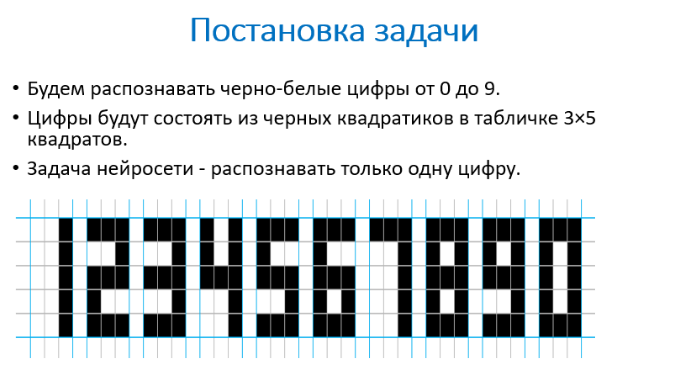 Постановка задачи
• Будем распознавать черно-белые цифры от 0 до 9.
• Цифры будут состоять из черных квадратиков в табличке 3×5
квадратов.
• Задача нейросети - распознавать только одну цифру.
1234567890